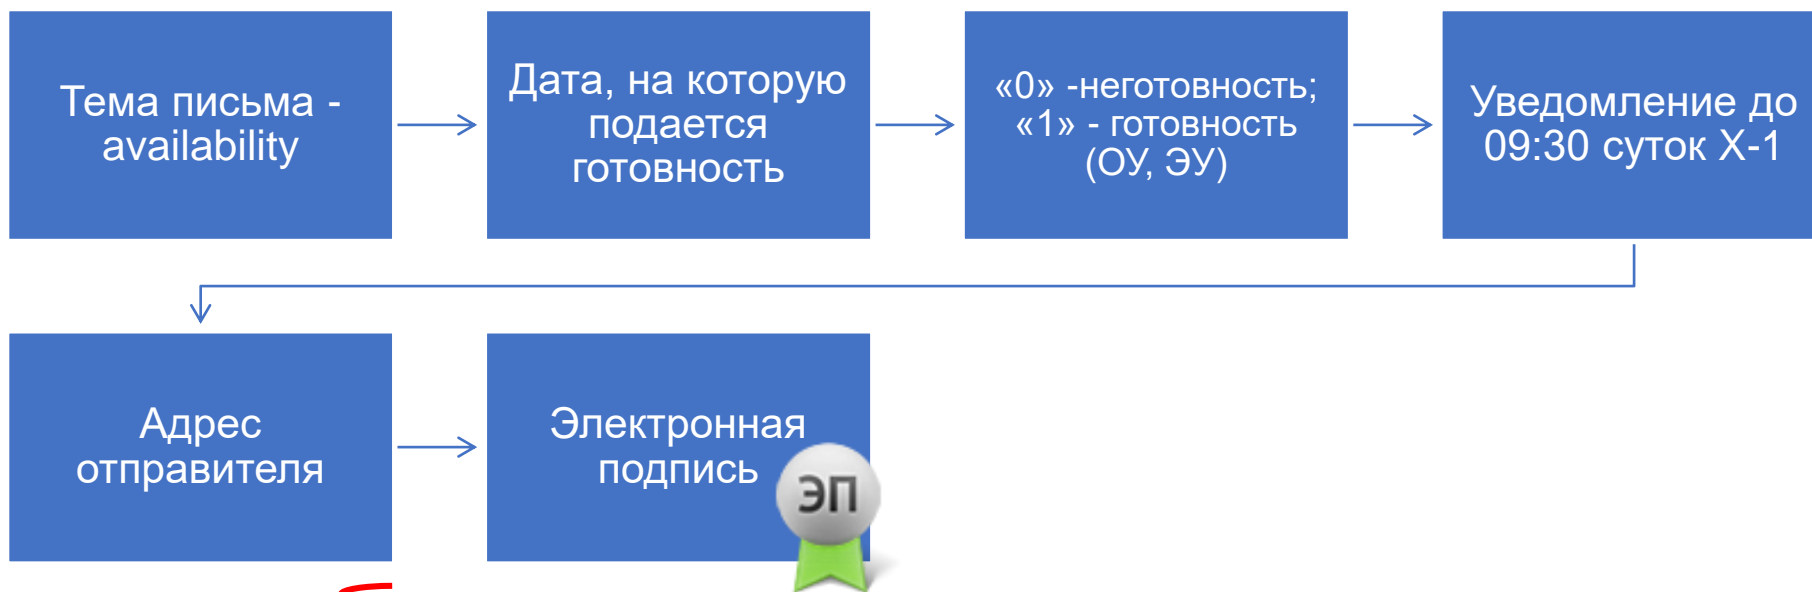 Тема письма -
availability
Дата, на которую
подается
готовность
«0» -неготовность;
«1» - готовность
(ОУ, ЭУ)
Уведомление до
09:30 суток X-1
Адрес
отправителя
Электронная
подпись
ЭП